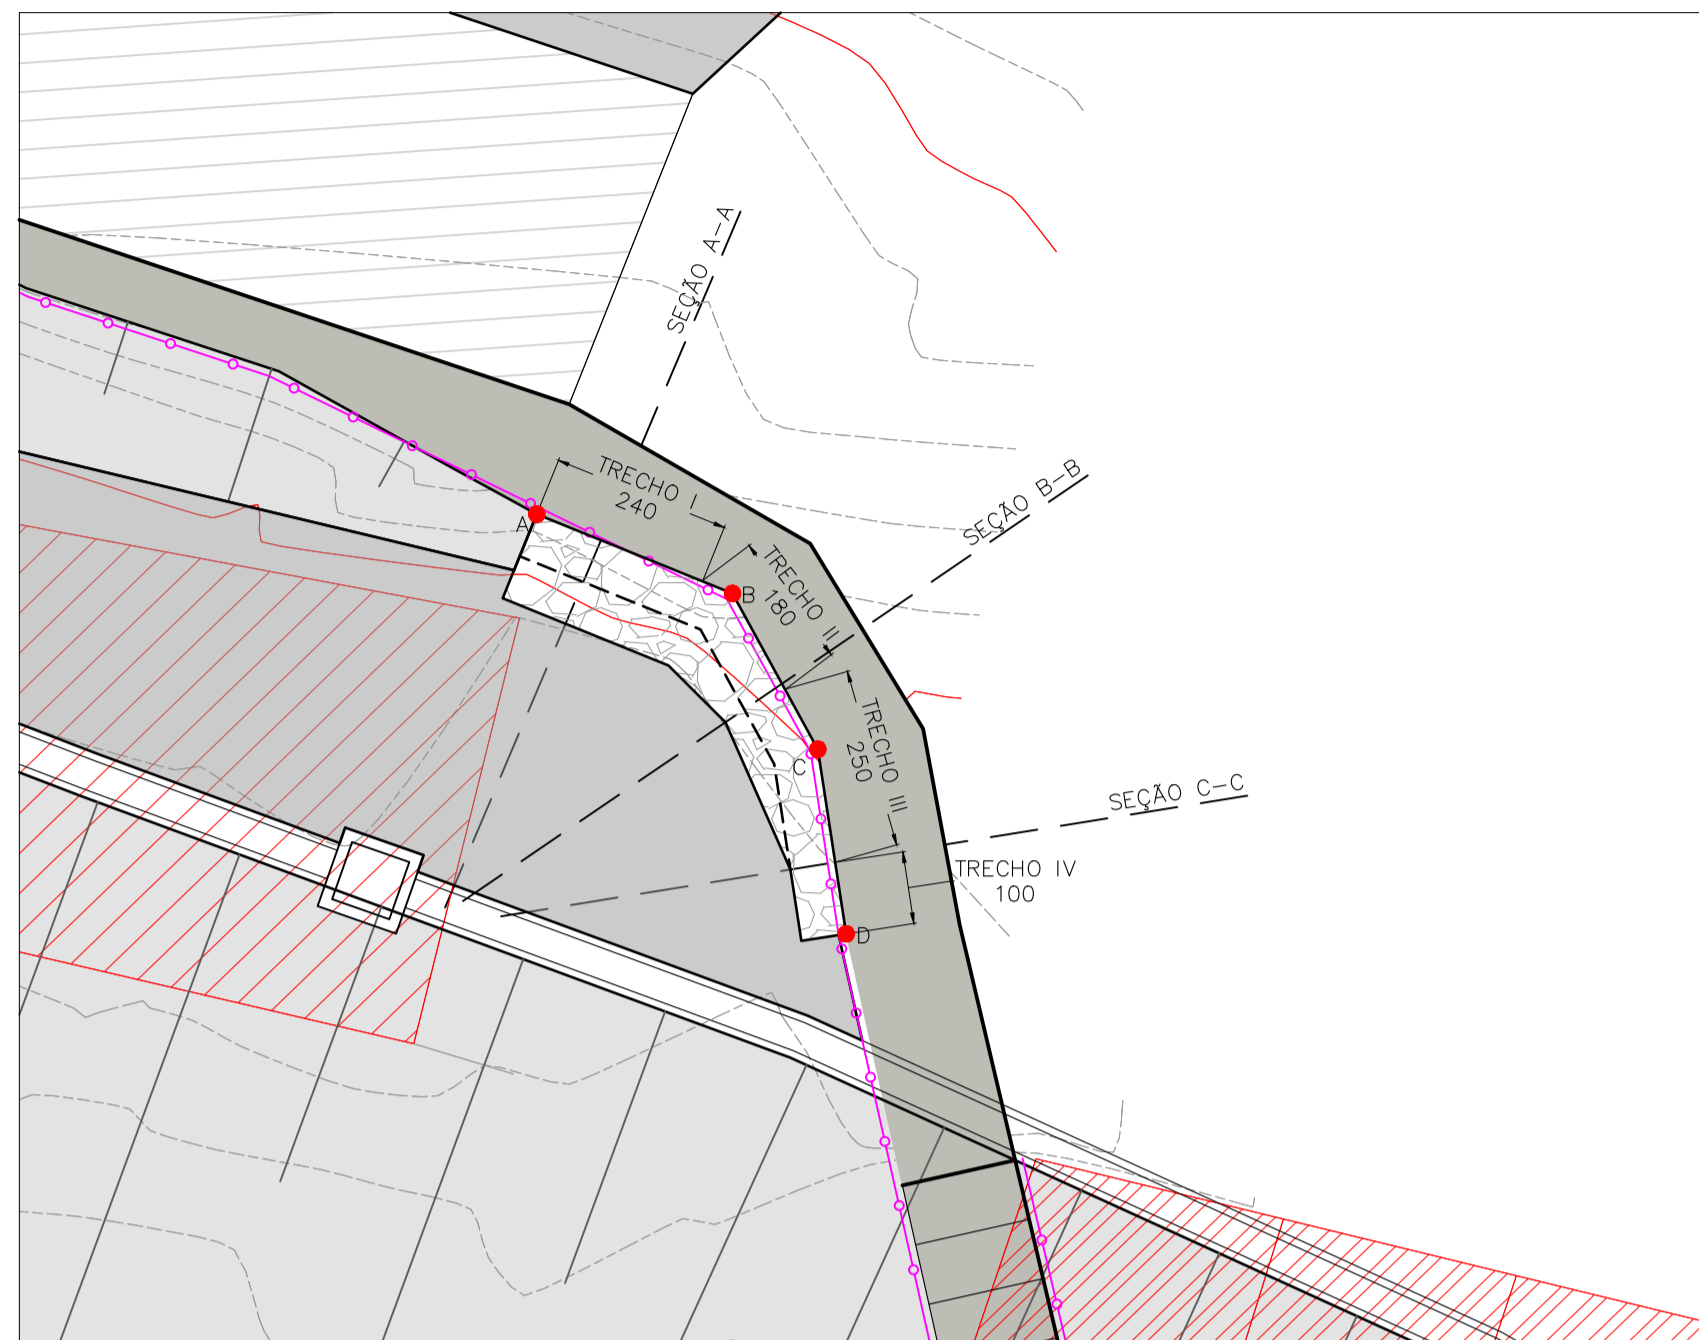 SEÇÃO A-A
SEÇÃO B-B
TRECHO I
240
A
B
TRECHO II
180
C
TRECHO III
250
SEÇÃO C-C
TRECHO IV
100
D